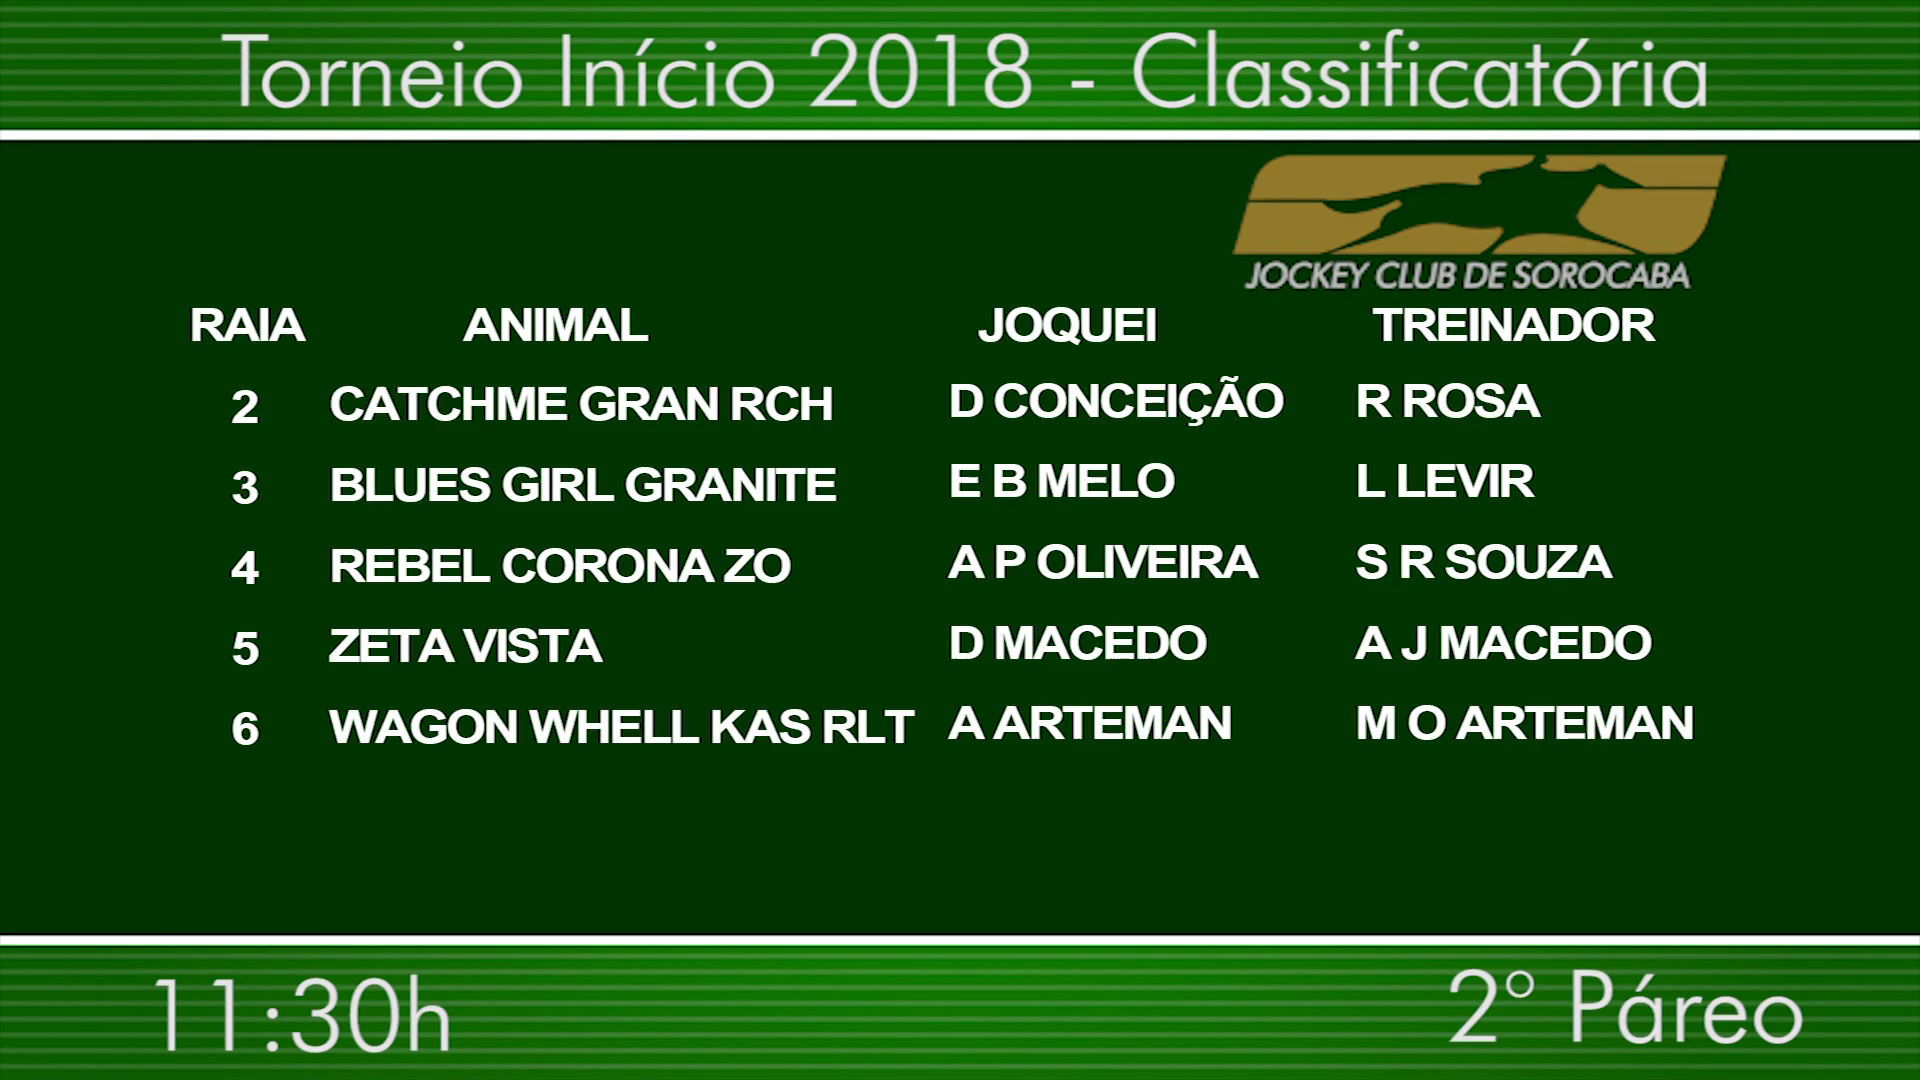 Torneio Início 2018 - Classificatória
JOCKEY CLUB DE SOROCABA
RAIA ANIMAL JOQUEI TREINADOR
2 CATCHME GRAN RCH D CONCEIÇÃO R ROSA
3 BLUES GIRL GRANITE E B MELO L LEVIR
4 REBEL CORONA ZO A P OLIVEIRA S R SOUZA
5 ZETA VISTA D MACEDO A J MACEDO
6 WAGON WHELL KAS RLT A ARTEMAN M O ARTEMAN
11:30h 2° Páreo